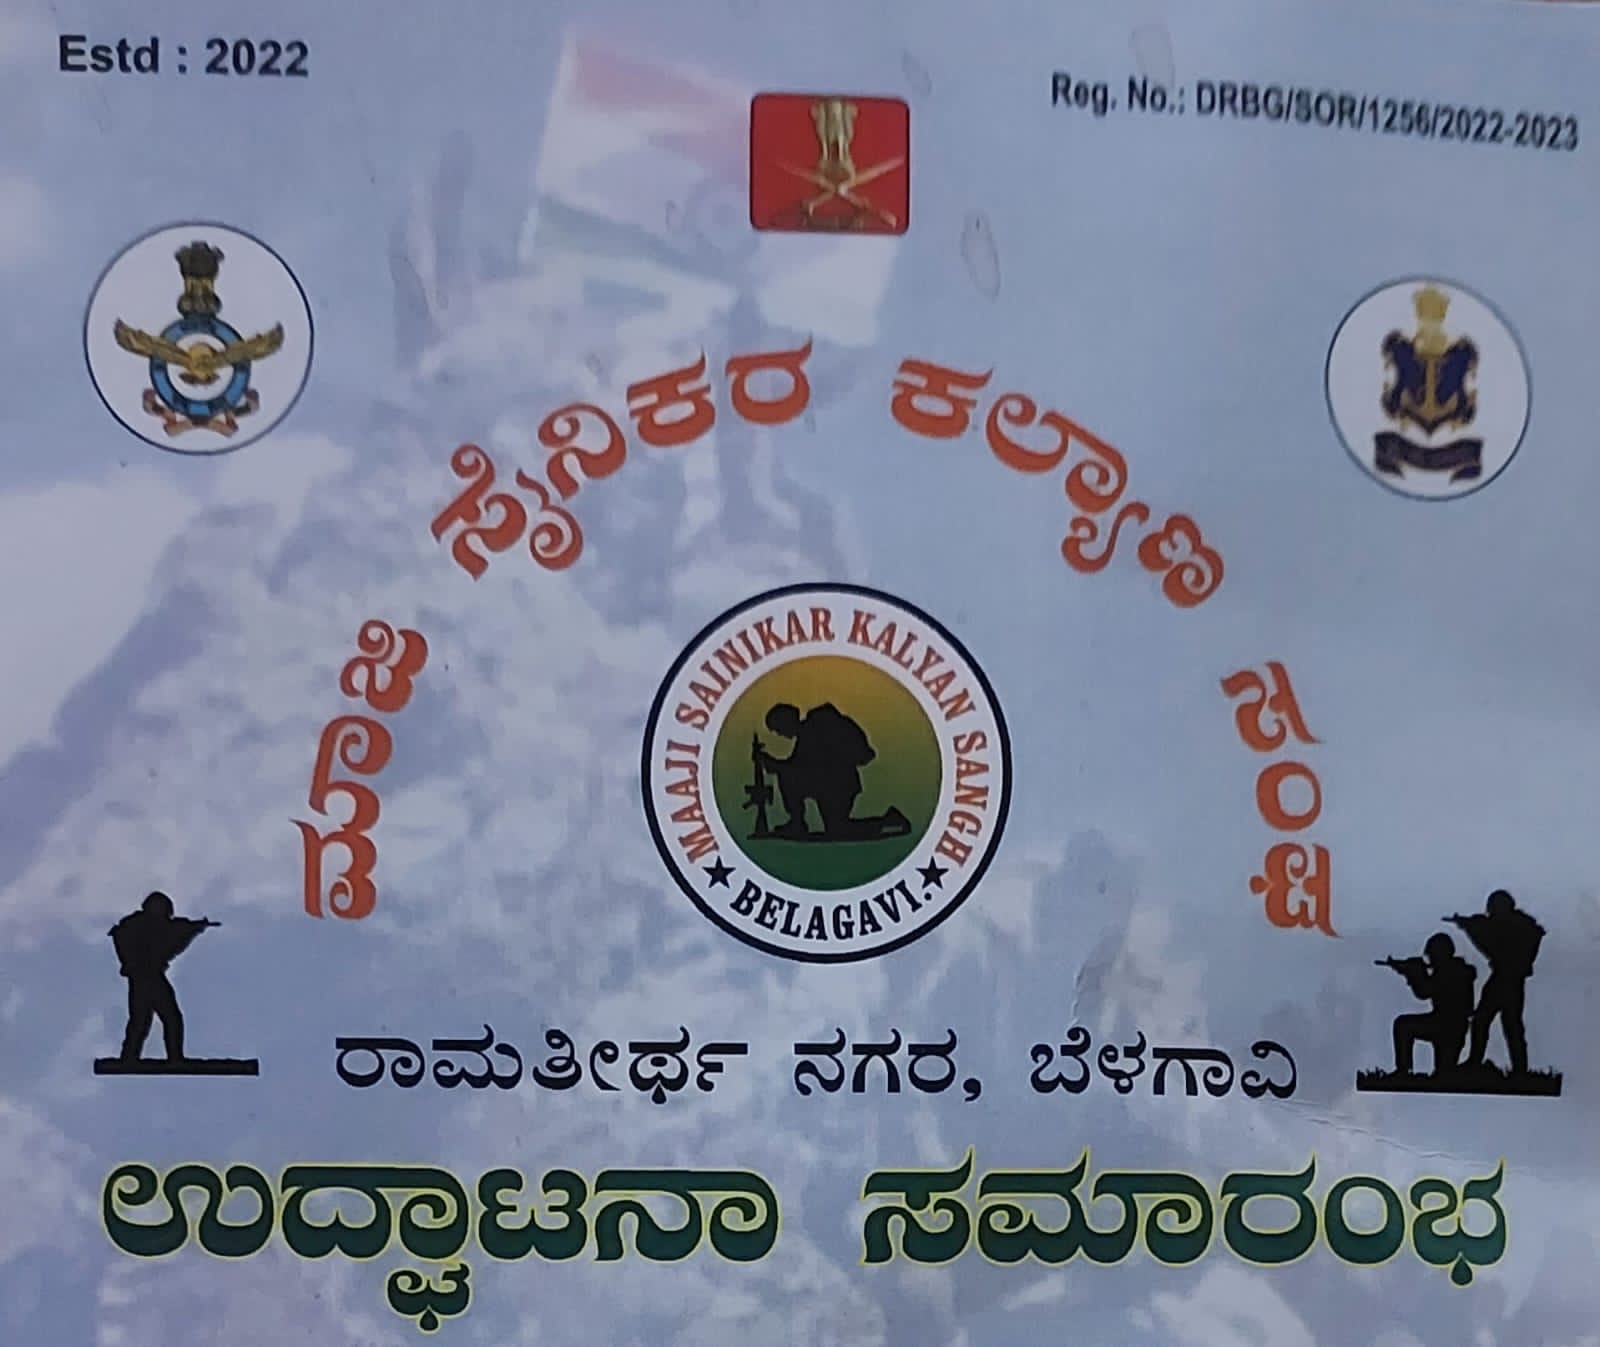 Estd : 2022
Reg. No.: DRBG/SOR/1256/2022-2023
ಮಾಜಿ ಸೈನಿಕರ ಕಲ್ಯಾಣ ಸಂಘ
MAAJI SAINIKAR KALYAN SANGH
★ BELAGAVI. ★
ರಾಮತೀರ್ಥ ನಗರ, ಬೆಳಗಾವಿ
ಉದ್ಘಾಟನಾ ಸಮಾರಂಭ